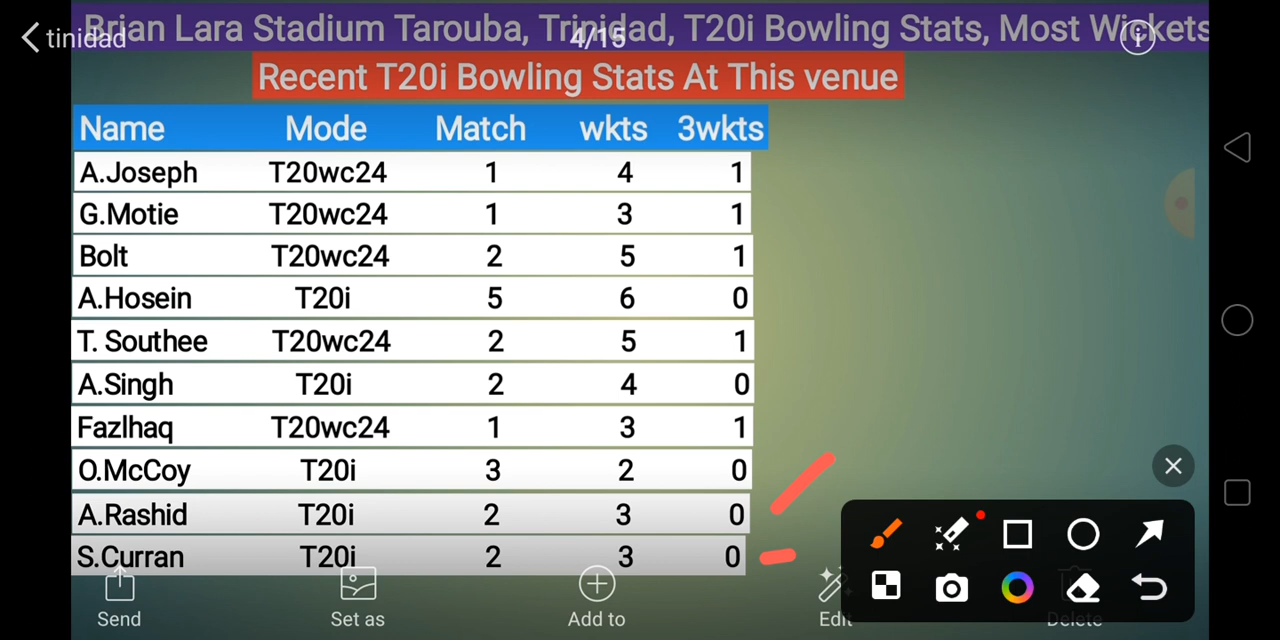 Brian Lara Stadium Tarouba, Trinidad, T20i Bowling Stats, Most Wickets
tinidad
4/15
Recent T20i Bowling Stats At This venue
Name Mode Match wkts 3wkts
A.Joseph T20wc24 1 4 1
G.Motie T20wc24 1 3 1
Bolt T20wc24 2 5 1
A.Hosein T20i 5 6 0
T. Southee T20wc24 2 5 1
A.Singh T20i 2 4 0
Fazlhaq T20wc24 1 3 1
O.McCoy T20i 3 2 0
A.Rashid T20i 2 3 0
S.Curran T20i 2 3 0
Send Set as Add to Edit Delete